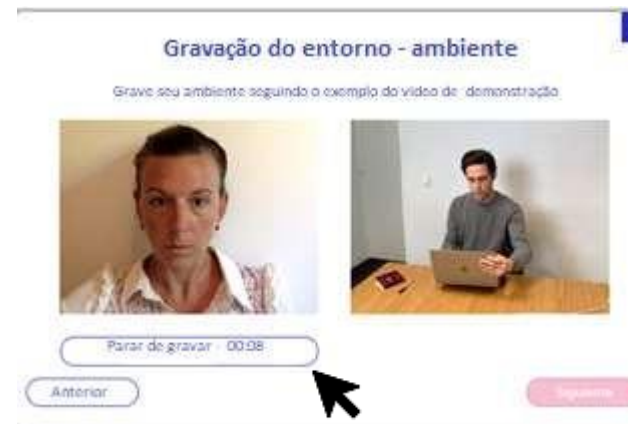 Gravação do entorno - ambiente
Grave seu ambiente seguindo o exemplo do vídeo de demonstração
Parar de gravar - 00:08
Anterior